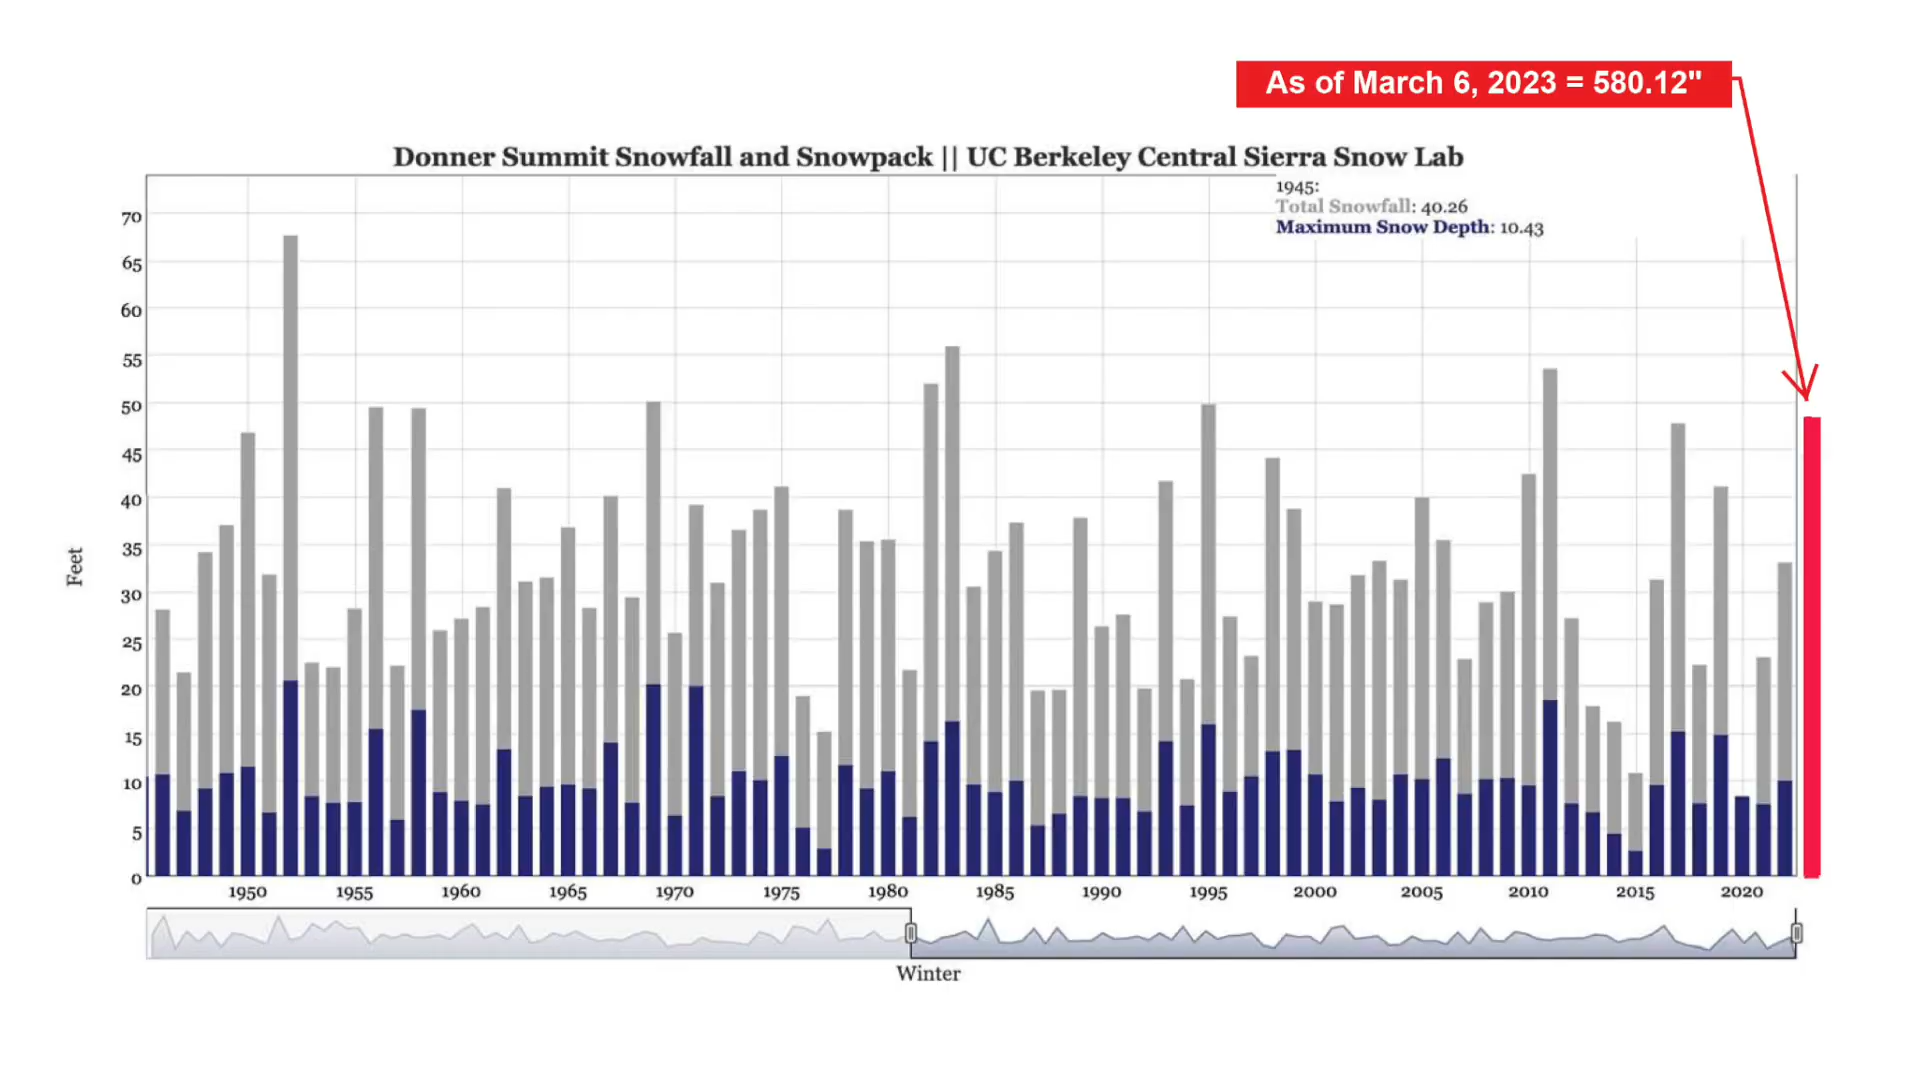 As of March 6, 2023 = 580.12"
Donner Summit Snowfall and Snowpack || UC Berkeley Central Sierra Snow Lab
1945:
Total Snowfall: 40.26
Maximum Snow Depth: 10.43
70
65
60
55
50
45
40
35
30
25
20
15
10
5
0
Feet
1950 1955 1960 1965 1970 1975 1980 1985 1990 1995 2000 2005 2010 2015 2020
Winter